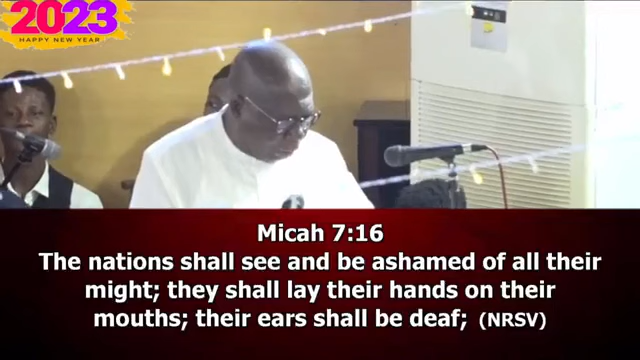 2023
HAPPY NEW YEAR
Micah 7:16
The nations shall see and be ashamed of all their
might; they shall lay their hands on their
mouths; their ears shall be deaf; (NRSV)